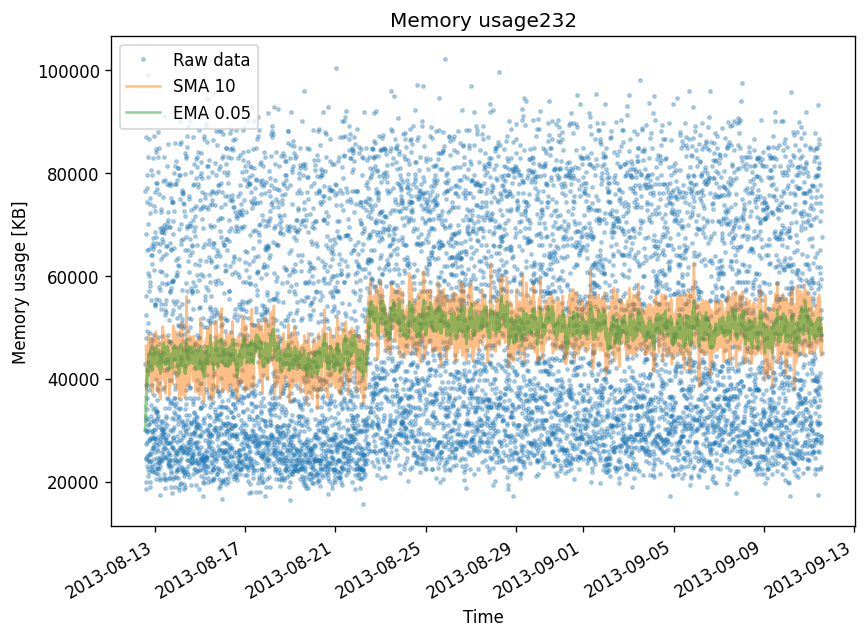 Memory usage232
Raw data
SMA 10
EMA 0.05
100000
80000
60000
40000
20000
Memory usage [KB]
2013-08-13
2013-08-17
2013-08-21
2013-08-25
2013-08-29
2013-09-01
2013-09-05
2013-09-09
2013-09-13
Time